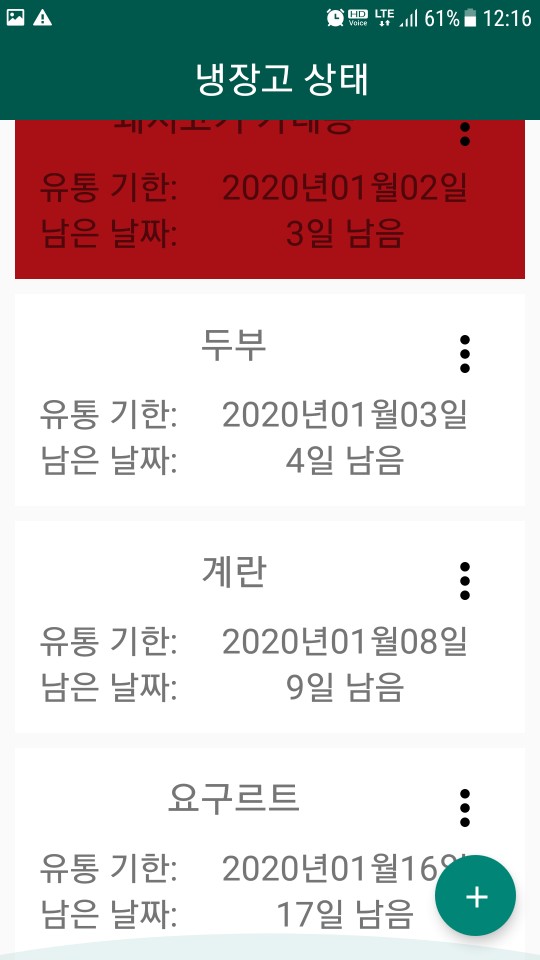 HD Voice LTE 61% 12:16
냉장고 상태
유통 기한: 2020년01월02일
남은 날짜: 3일 남음
두부
유통 기한: 2020년01월03일
남은 날짜: 4일 남음
계란
유통 기한: 2020년01월08일
남은 날짜: 9일 남음
요구르트
유통 기한: 2020년01월16일
남은 날짜: 17일 남음
+